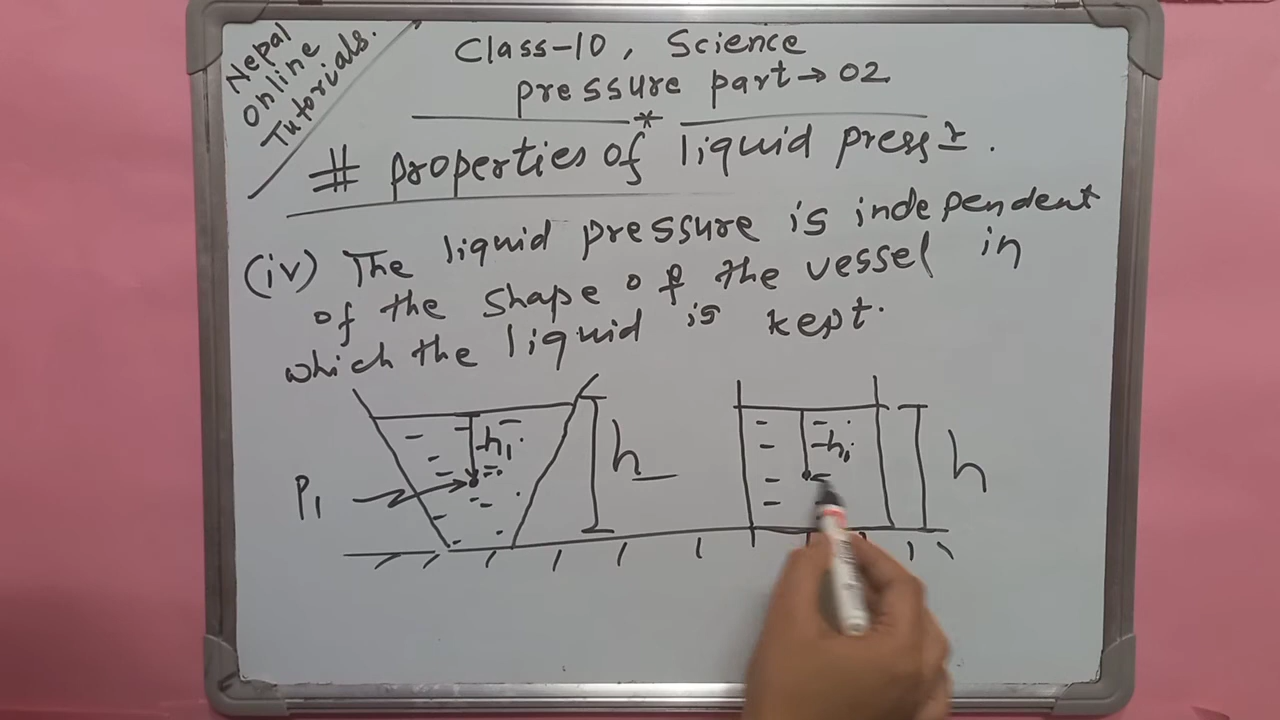 Nepal
Online
Tutorials.
Class-10, Science
pressure part → 02
# properties of liquid press r.
(iv) The liquid pressure is independent
of the shape of the vessel in
which the liquid is kept.
h1
h
h1
h
P1